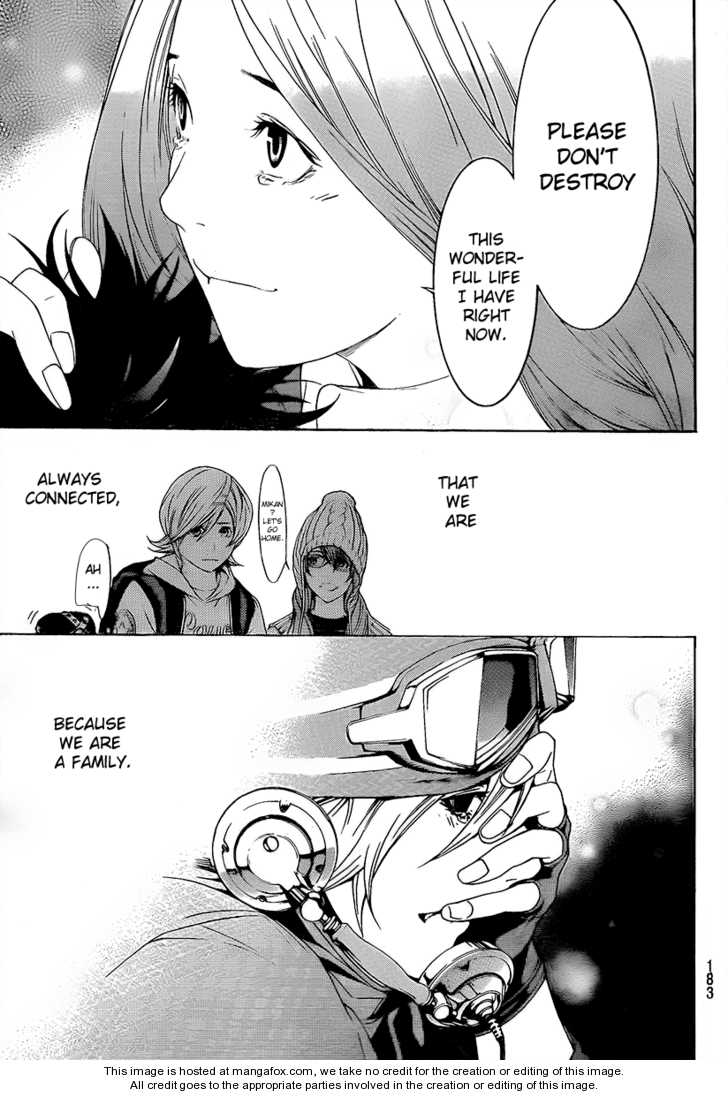 PLEASE
DON'T
DESTROY
THIS
WONDER-
FUL LIFE
I HAVE
RIGHT
NOW.
THAT
WE
ARE
MIKAN
?
LET'S
GO
HOME.
ALWAYS
CONNECTED,
AH
...
BECAUSE
WE ARE
A FAMILY.
183
This image is hosted at mangafox.com, we take no credit for the creation or editing of this image.
All credit goes to the appropriate parties involved in the creation or editing of this image.